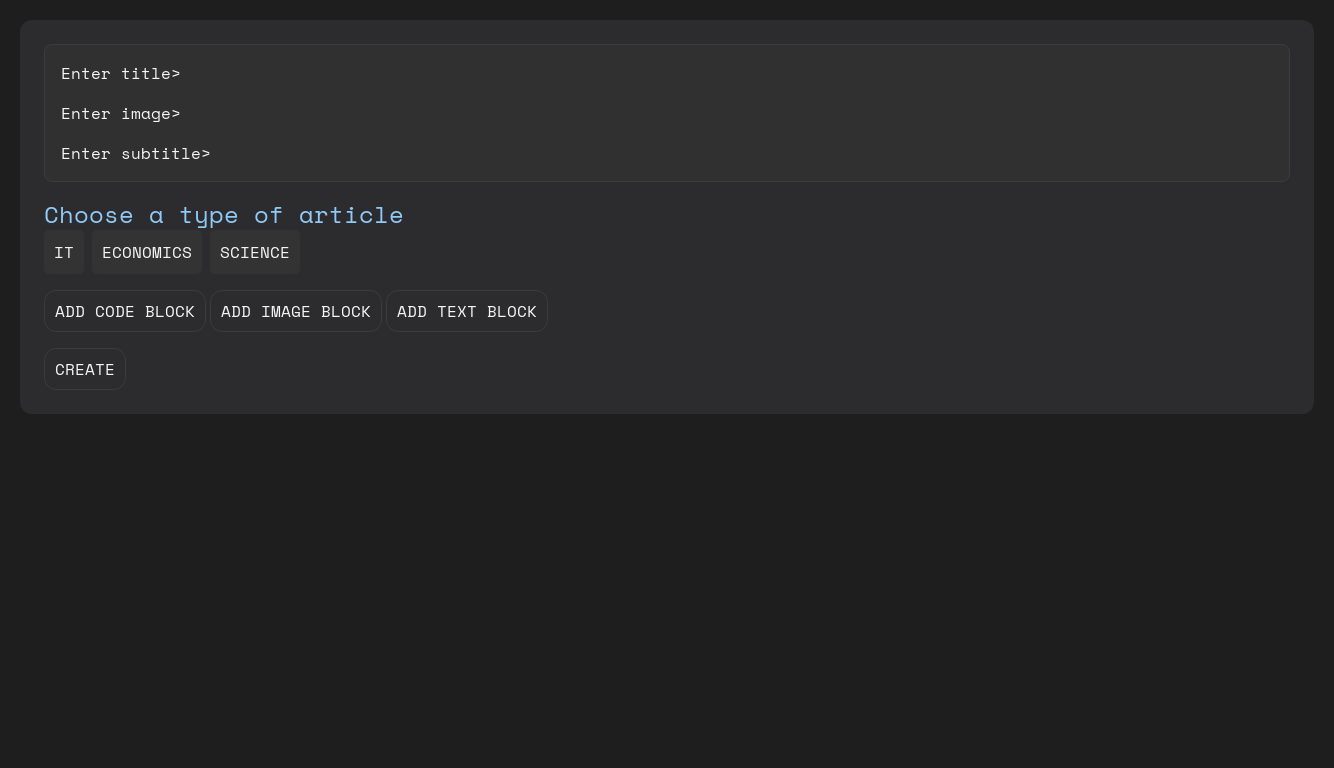 Enter title>
Enter image>
Enter subtitle>
Choose a type of article
IT ECONOMICS SCIENCE
ADD CODE BLOCK ADD IMAGE BLOCK ADD TEXT BLOCK
CREATE